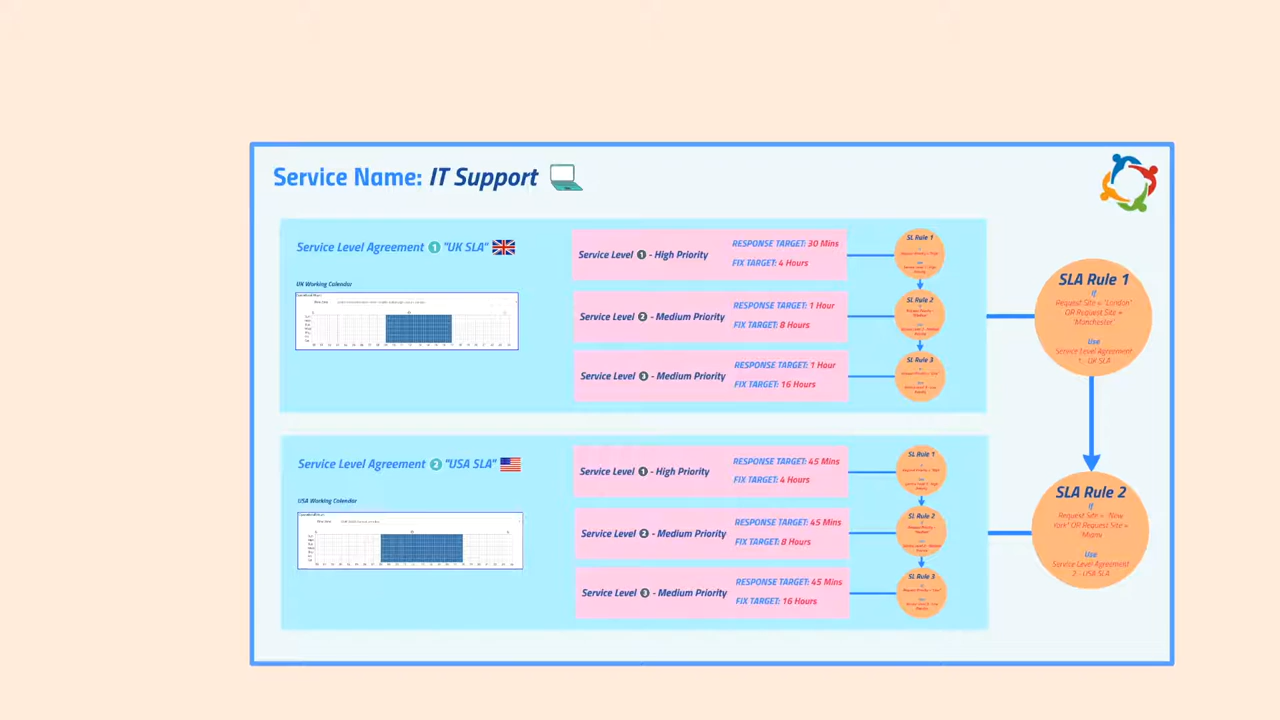 Service Name: IT Support
Service Level Agreement 1 "UK SLA"
UK Working Calendar
Service Level 1 - High Priority
RESPONSE TARGET: 30 Mins
FIX TARGET: 4 Hours
Service Level 2 - Medium Priority
RESPONSE TARGET: 1 Hour
FIX TARGET: 8 Hours
Service Level 3 - Medium Priority
RESPONSE TARGET: 1 Hour
FIX TARGET: 16 Hours
SL Rule 1
SL Rule 2
SL Rule 3
SLA Rule 1
If
Request Site = "London"
OR Request Site =
"Manchester"
Use
Service Level Agreement
1 - UK SLA
Service Level Agreement 2 "USA SLA"
USA Working Calendar
Service Level 1 - High Priority
RESPONSE TARGET: 45 Mins
FIX TARGET: 4 Hours
Service Level 2 - Medium Priority
RESPONSE TARGET: 45 Mins
FIX TARGET: 8 Hours
Service Level 3 - Medium Priority
RESPONSE TARGET: 45 Mins
FIX TARGET: 16 Hours
SL Rule 1
SL Rule 2
SL Rule 3
SLA Rule 2
If
Request Site = "New
York" OR Request Site =
"Miami
Use
Service Level Agreement
2 - USA SLA